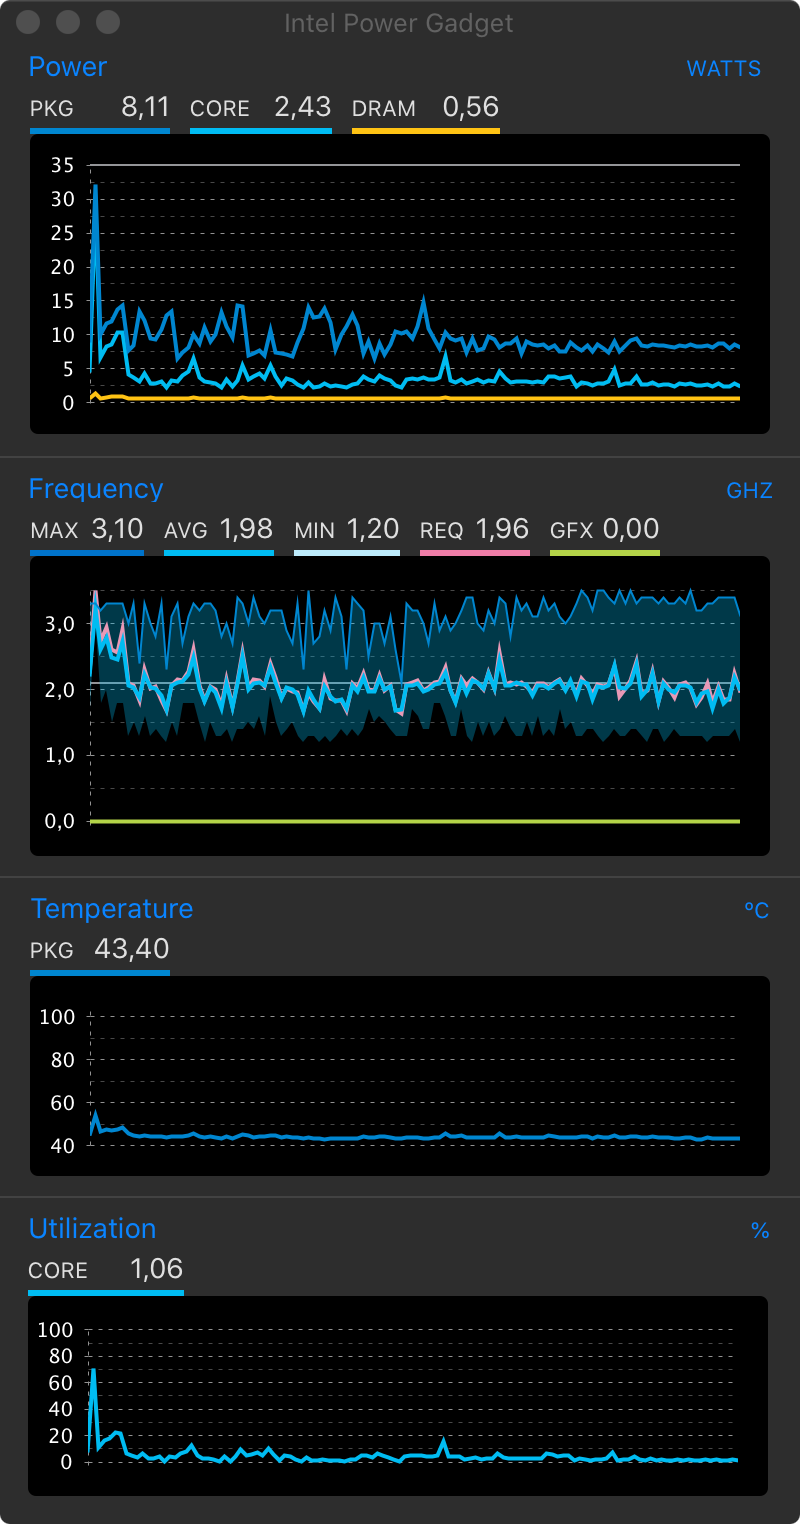 Intel Power Gadget
Power WATTS
PKG 8,11 CORE 2,43 DRAM 0,56
35
30
25
20
15
10
5
0
Frequency GHZ
MAX 3,10 AVG 1,98 MIN 1,20 REQ 1,96 GFX 0,00
3,0
2,0
1,0
0,0
Temperature ºC
PKG 43,40
100
80
60
40
Utilization %
CORE 1,06
100
80
60
40
20
0